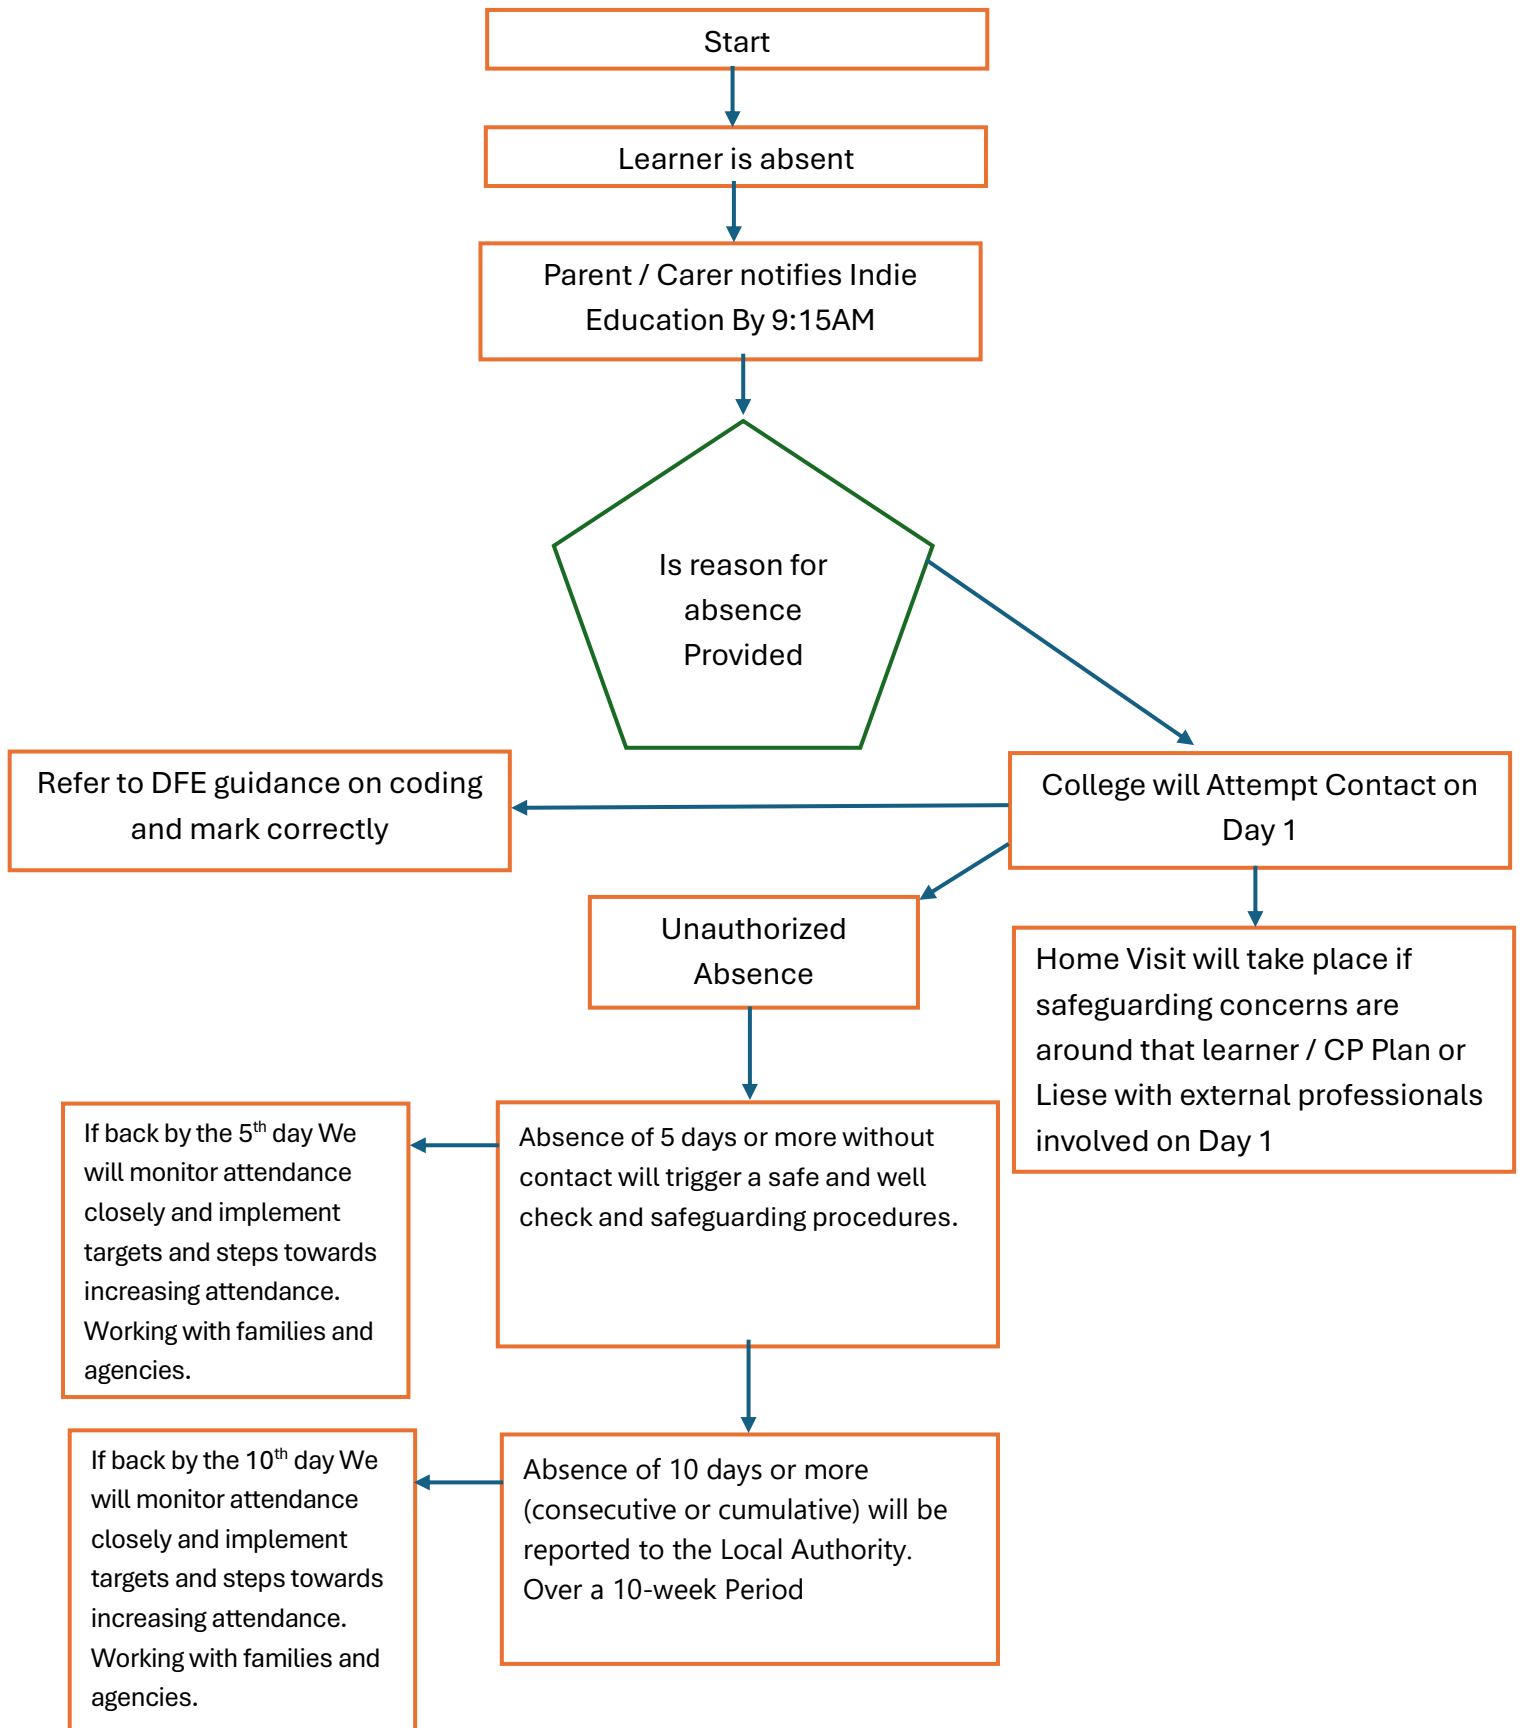 Start
Learner is absent
Parent / Carer notifies Indie
Education By 9:15AM
Is reason for
absence
Provided
Refer to DFE guidance on coding
and mark correctly
College will Attempt Contact on
Day 1
Unauthorized
Absence
Home Visit will take place if
safeguarding concerns are
around that learner / CP Plan or
Liese with external professionals
involved on Day 1
If back by the 5th day We
will monitor attendance
closely and implement
targets and steps towards
increasing attendance.
Working with families and
agencies.
Absence of 5 days or more without
contact will trigger a safe and well
check and safeguarding procedures.
If back by the 10th day We
will monitor attendance
closely and implement
targets and steps towards
increasing attendance.
Working with families and
agencies.
Absence of 10 days or more
(consecutive or cumulative) will be
reported to the Local Authority.
Over a 10-week Period